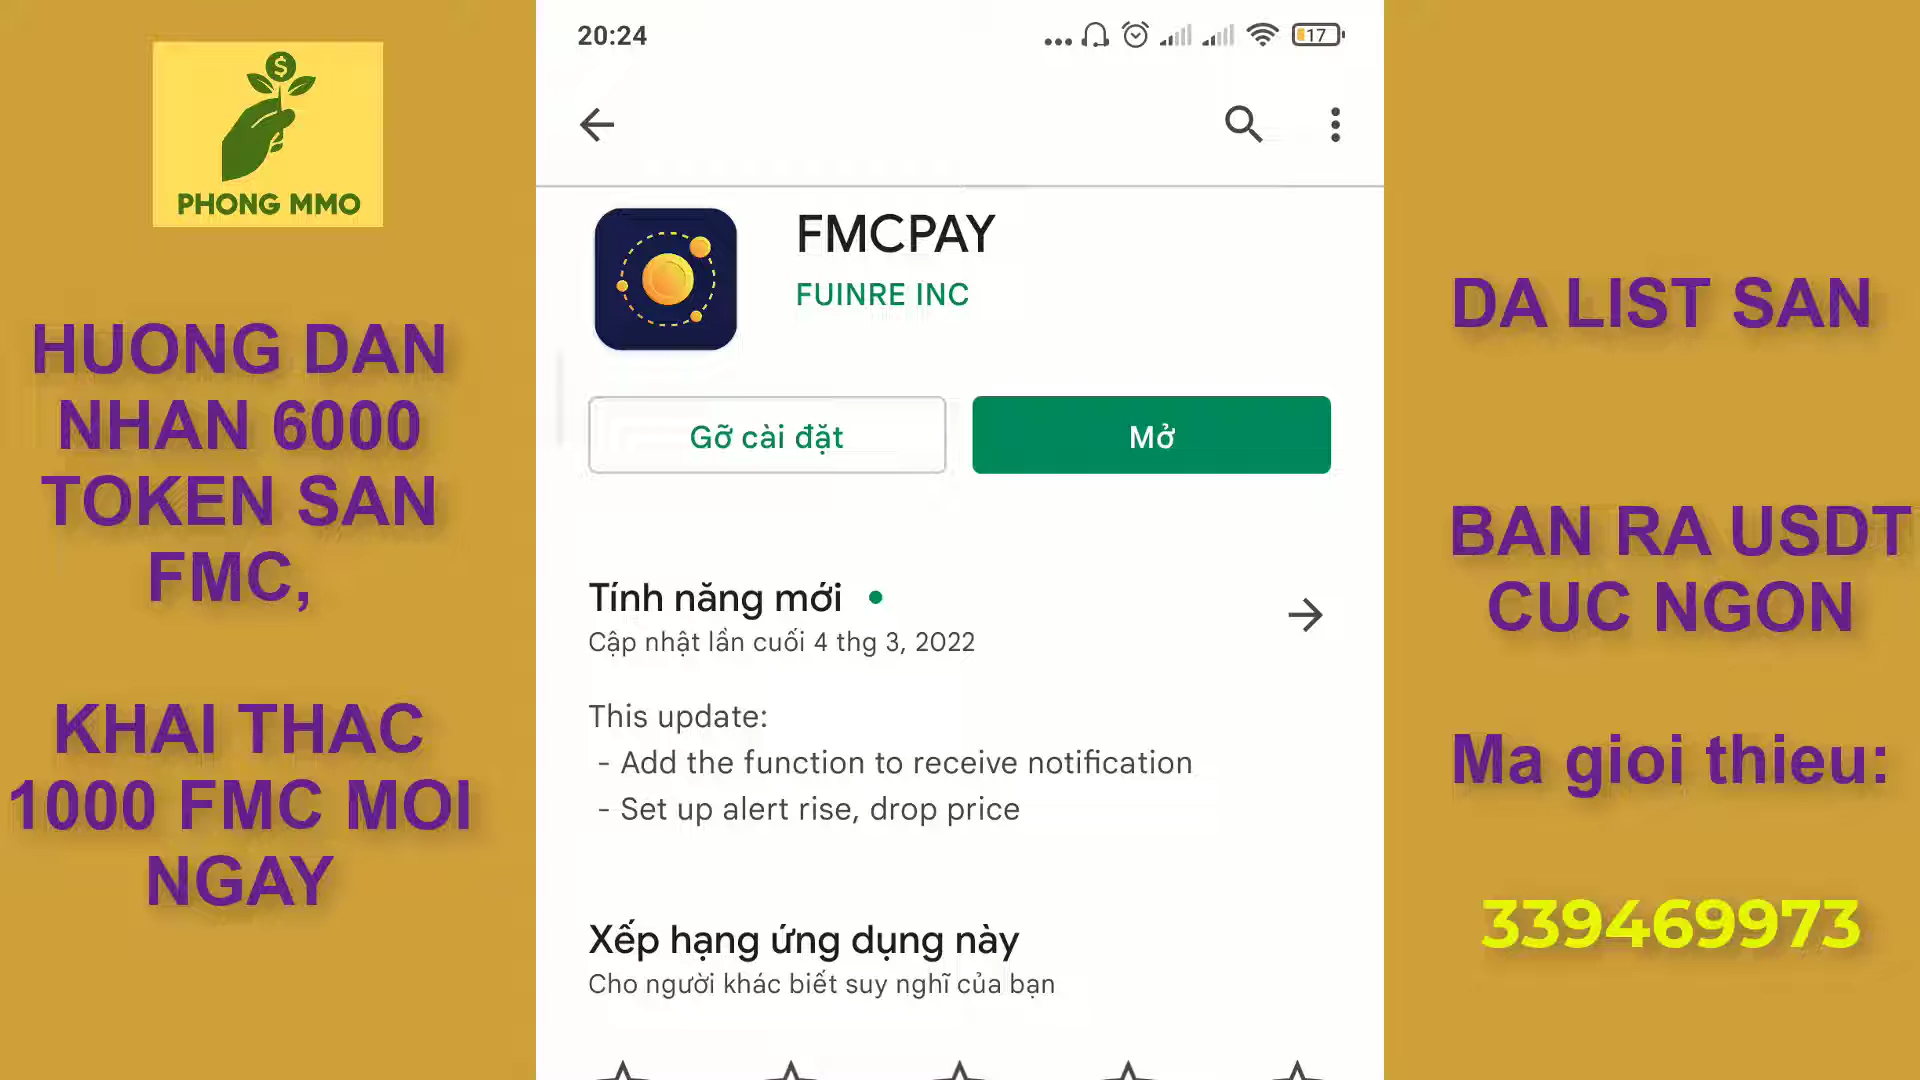 PHONG MMO
HUONG DAN
NHAN 6000
TOKEN SAN
FMC,
KHAI THAC
1000 FMC MOI
NGAY
20:24
17
FMCPAY
FUINRE INC
Gỡ cài đặt
Mở
Tính năng mới
Cập nhật lần cuối 4 thg 3, 2022
This update:
- Add the function to receive notification
- Set up alert rise, drop price
Xếp hạng ứng dụng này
Cho người khác biết suy nghĩ của bạn
DA LIST SAN
BAN RA USDT
CUC NGON
Ma gioi thieu:
339469973